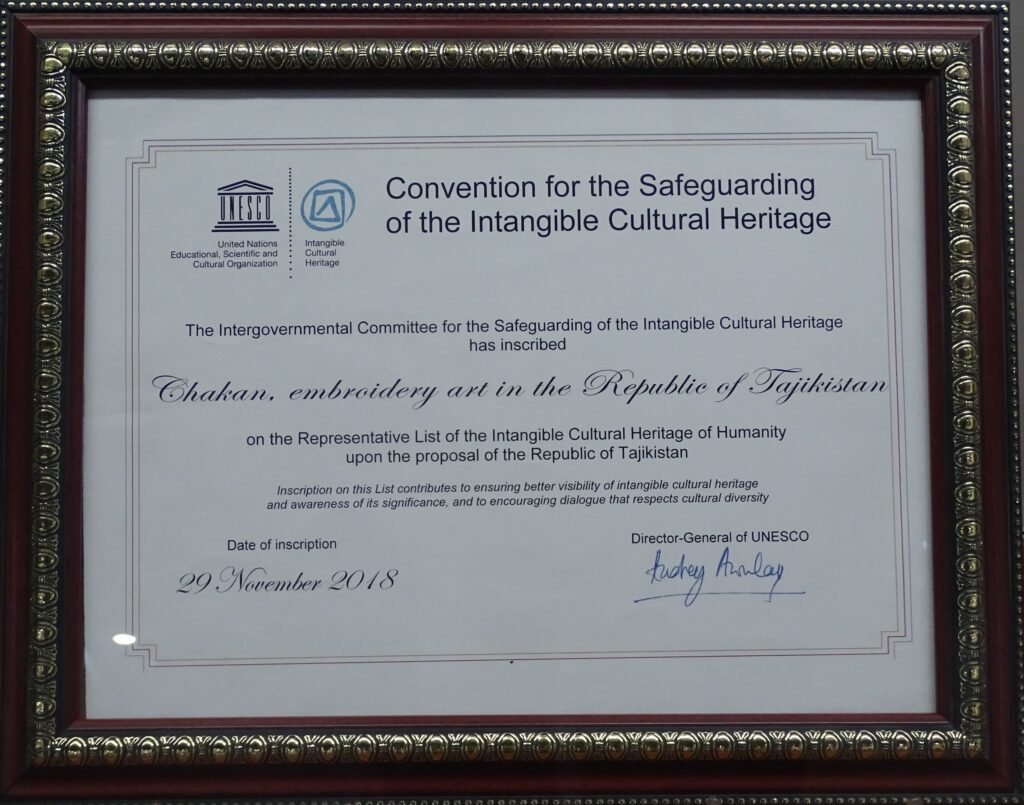 UNESCO
United Nations
Educational, Scientific and
Cultural Organization
Intangible
Cultural
Heritage
Convention for the Safeguarding
of the Intangible Cultural Heritage
The Intergovernmental Committee for the Safeguarding of the Intangible Cultural Heritage
has inscribed
Chakan, embroidery art in the Republic of Tajikistan
on the Representative List of the Intangible Cultural Heritage of Humanity
upon the proposal of the Republic of Tajikistan
Inscription on this List contributes to ensuring better visibility of intangible cultural heritage
and awareness of its significance, and to encouraging dialogue that respects cultural diversity
Date of inscription
29 November 2018
Director-General of UNESCO
Audrey Azoulay